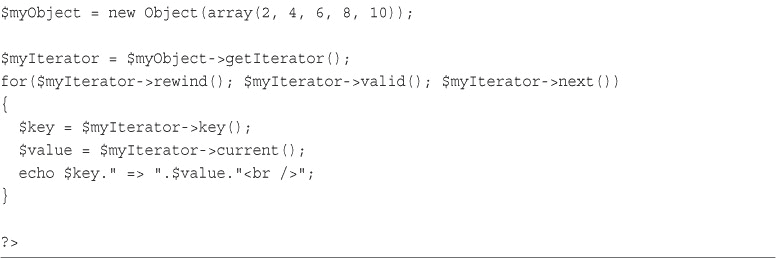 $myObject = new Object(array(2, 4, 6, 8, 10));
$myIterator = $myObject->getIterator();
for($myIterator->rewind(); $myIterator->valid(); $myIterator->next())
{
  $key = $myIterator->key();
  $value = $myIterator->current();
  echo $key." => ".$value."<br />";
}
?>